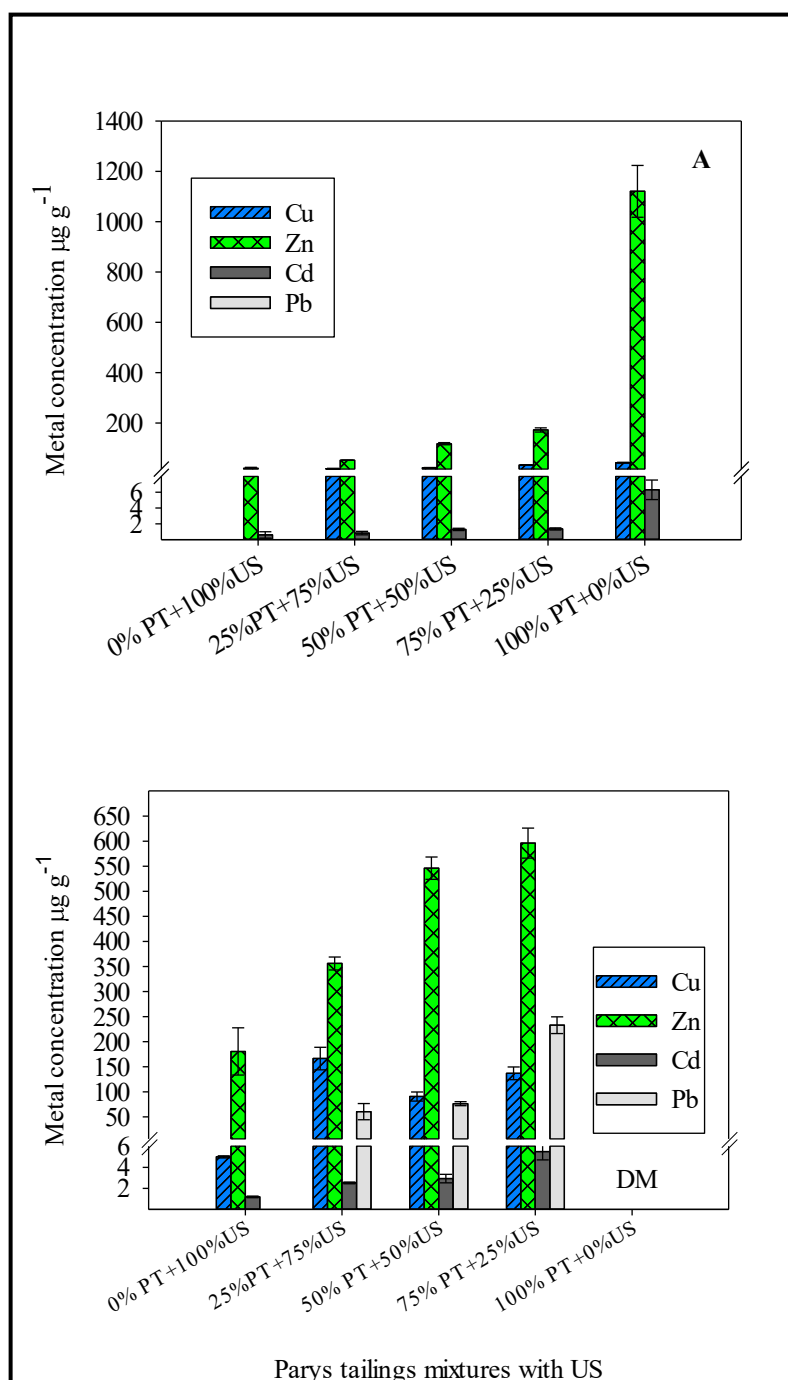 1400
1200
1000
800
600
400
200
6
4
2
Metal concentration µg g-1
A
Cu
Zn
Cd
Pb
0% PT+100%US
25%PT+75%US
50% PT+50%US
75% PT+25%US
100% PT+0%US
650
600
550
500
450
400
350
300
250
200
150
100
50
6
4
2
Metal concentration µg g-1
Cu
Zn
Cd
Pb
DM
0% PT+100%US
25%PT+75%US
50% PT+50%US
75% PT+25%US
100% PT+0%US
Parys tailings mixtures with US